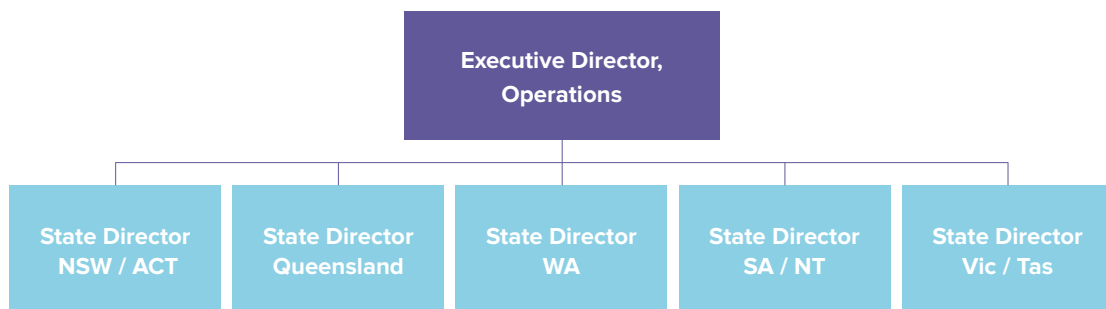 Executive Director,
Operations
State Director
NSW / ACT
State Director
Queensland
State Director
WA
State Director
SA / NT
State Director
Vic / Tas